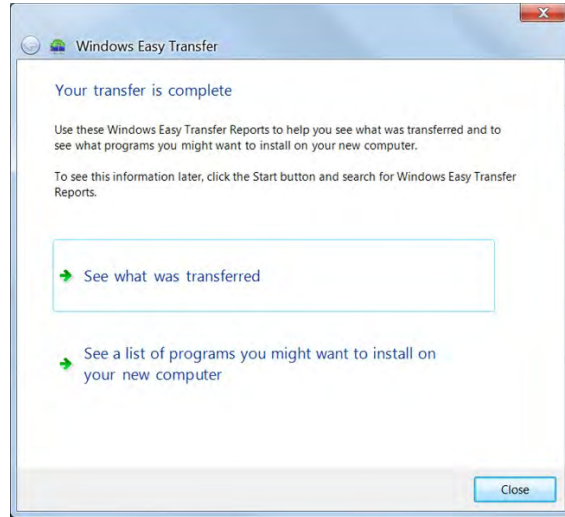 Windows Easy Transfer
Your transfer is complete
Use these Windows Easy Transfer Reports to help you see what was transferred and to
see what programs you might want to install on your new computer.
To see this information later, click the Start button and search for Windows Easy Transfer
Reports.
See what was transferred
See a list of programs you might want to install on
your new computer
Close